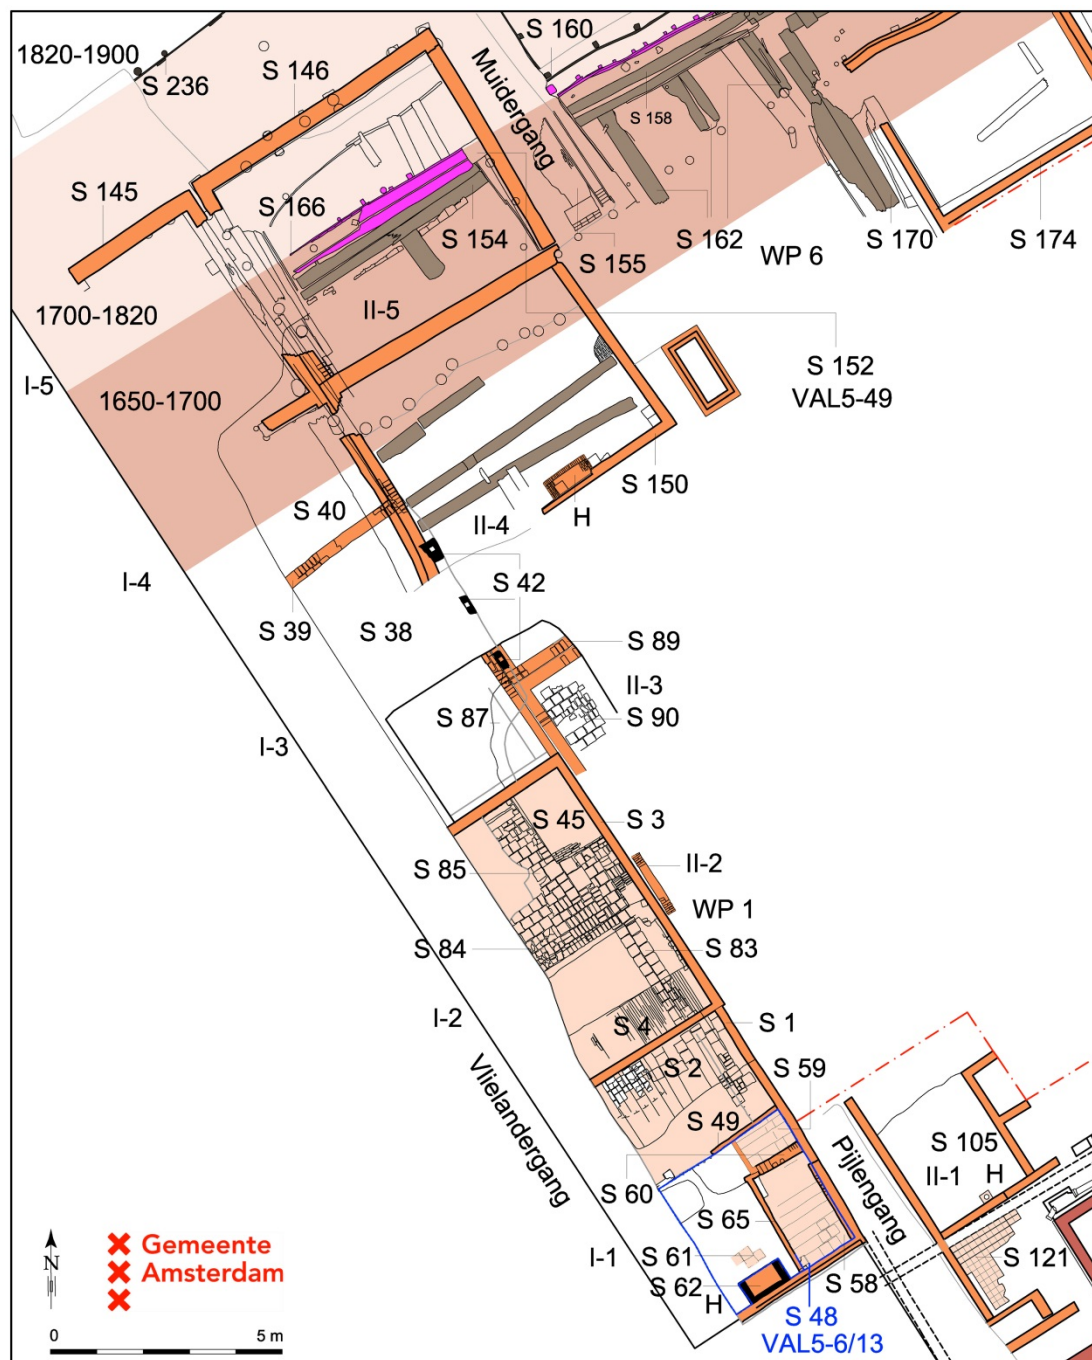 1820-1900
S 236
S 146
Muidergang
S 160
S 158
S 145
S 166
S 154
S 155
S 162
WP 6
S 170
S 174
1700-1820
II-5
I-5
1650-1700
S 152
VAL5-49
S 150
S 40
II-4
H
I-4
S 42
S 39
S 38
S 89
II-3
S 87
S 90
I-3
S 45
S 3
S 85
II-2
WP 1
S 84
S 83
I-2
S 4
S 1
S 2
S 59
Vlielandergang
S 49
Pijlengang
S 105
II-1
H
S 60
S 65
S 121
I-1
S 61
S 62
S 58
H
S 48
VAL5-6/13
N
Gemeente
Amsterdam
0
5 m